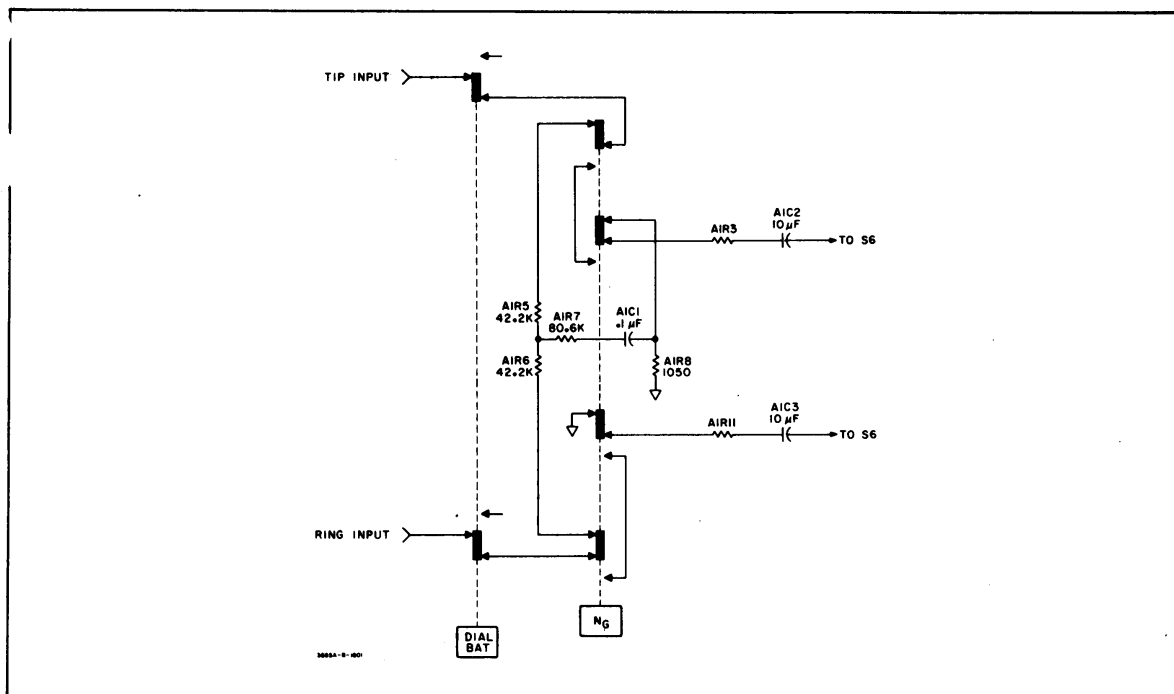 TIP INPUT
A1C2
10 µF
A1R3
TO S6
A1R5
42.2K
A1R7
80.6K
A1C1
.1 µF
A1R6
42.2K
A1R8
1050
A1C3
10 µF
A1R11
TO S6
RING INPUT
NG
DIAL
BAT